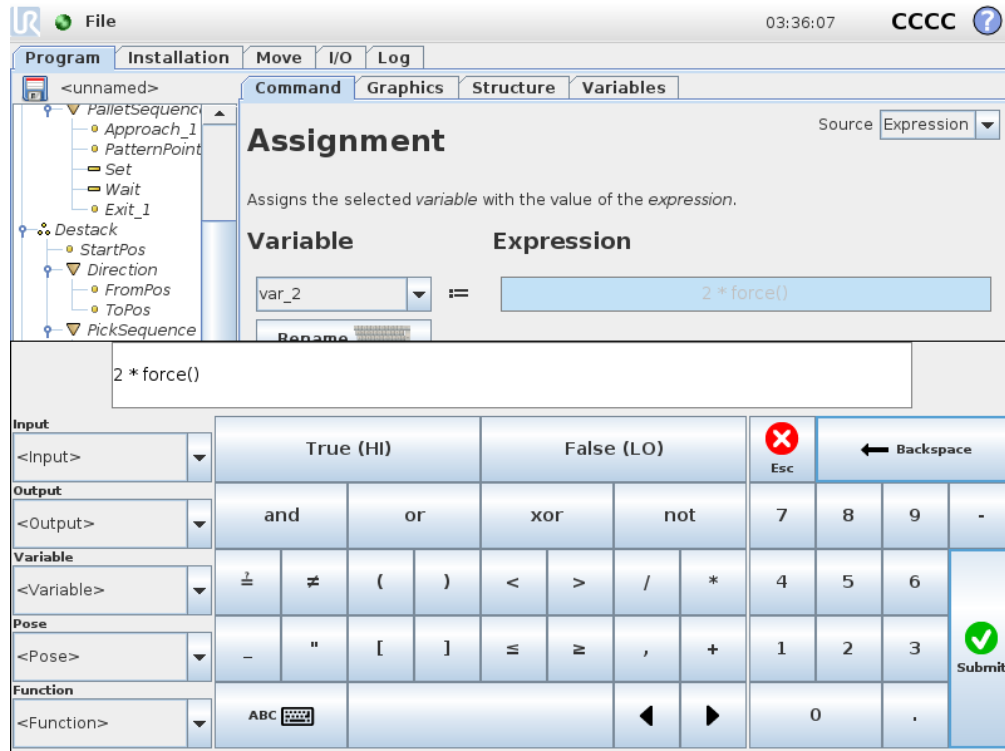 UR File 03:36:07 CCCC ?
Program Installation Move I/O Log
<unnamed> Command Graphics Structure Variables
PalletSequence
Approach_1
PatternPoint
Set
Wait
Exit_1
Destack
StartPos
Direction
FromPos
ToPos
PickSequence
Source Expression
Assignment
Assigns the selected variable with the value of the expression.
Variable Expression
var_2 := 2 * force()
Rename
2 * force()
Input
<Input>
Output
<Output>
Variable
<Variable>
Pose
<Pose>
Function
<Function>
True (HI) False (LO) Esc Backspace
and or xor not 7 8 9 -
≟ ≠ ( ) < > / * 4 5 6
_ " [ ] ≤ ≥ , + 1 2 3 Submit
ABC 0 .